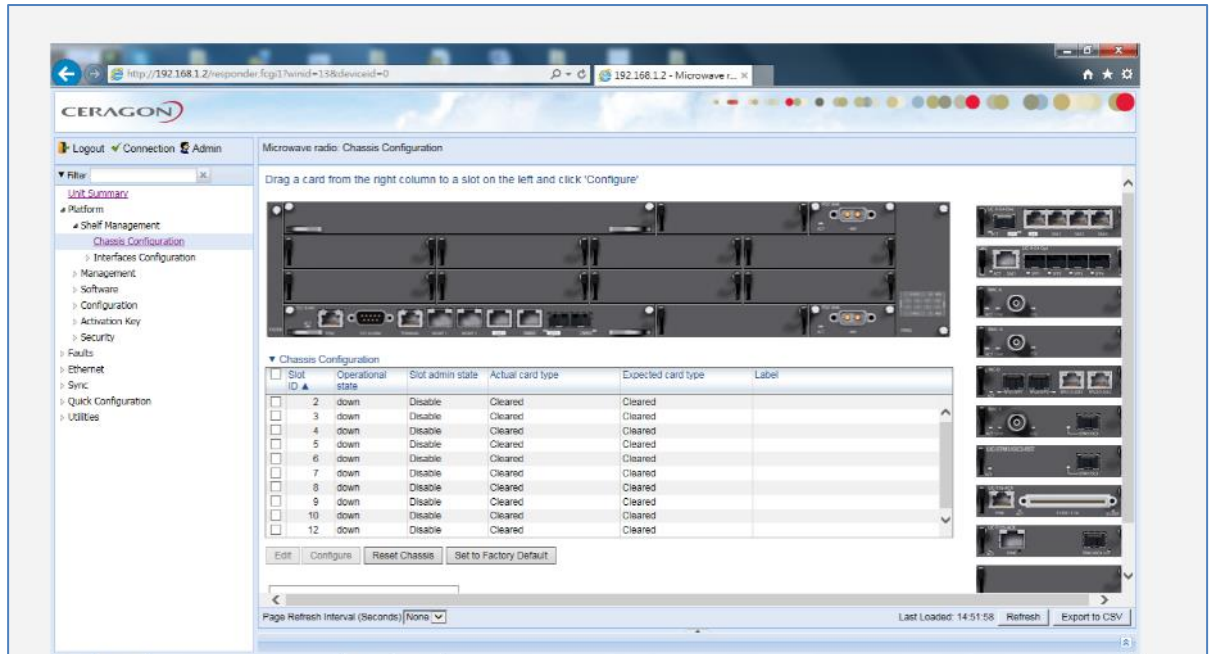 http://192.168.1.2/responder.fcgi1?winid=13&deviceid=0
192.168.1.2 - Microwave r...
CERAGON
Logout Connection Admin
Microwave radio: Chassis Configuration
Filter
Unit Summary
Platform
Shelf Management
Chassis Configuration
Interfaces Configuration
Management
Software
Configuration
Activation Key
Security
Faults
Ethernet
Sync
Quick Configuration
Utilities
Drag a card from the right column to a slot on the left and click 'Configure'
Chassis Configuration
Slot ID Operational state Slot admin state Actual card type Expected card type Label
2 down Disable Cleared Cleared
3 down Disable Cleared Cleared
4 down Disable Cleared Cleared
5 down Disable Cleared Cleared
6 down Disable Cleared Cleared
7 down Disable Cleared Cleared
8 down Disable Cleared Cleared
9 down Disable Cleared Cleared
10 down Disable Cleared Cleared
12 down Disable Cleared Cleared
Edit Configure Reset Chassis Set to Factory Default
Page Refresh Interval (Seconds) None Last Loaded: 14:51:58 Refresh Export to CSV